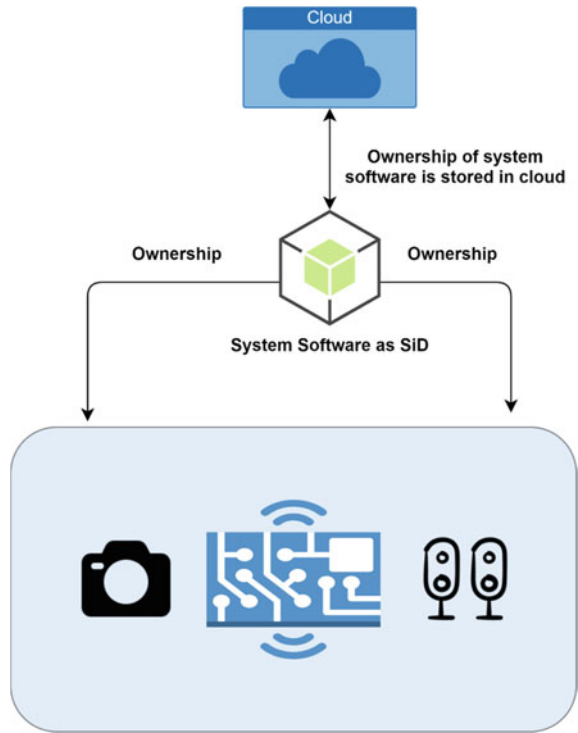 Cloud
Ownership of system
software is stored in cloud
Ownership
Ownership
System Software as SiD